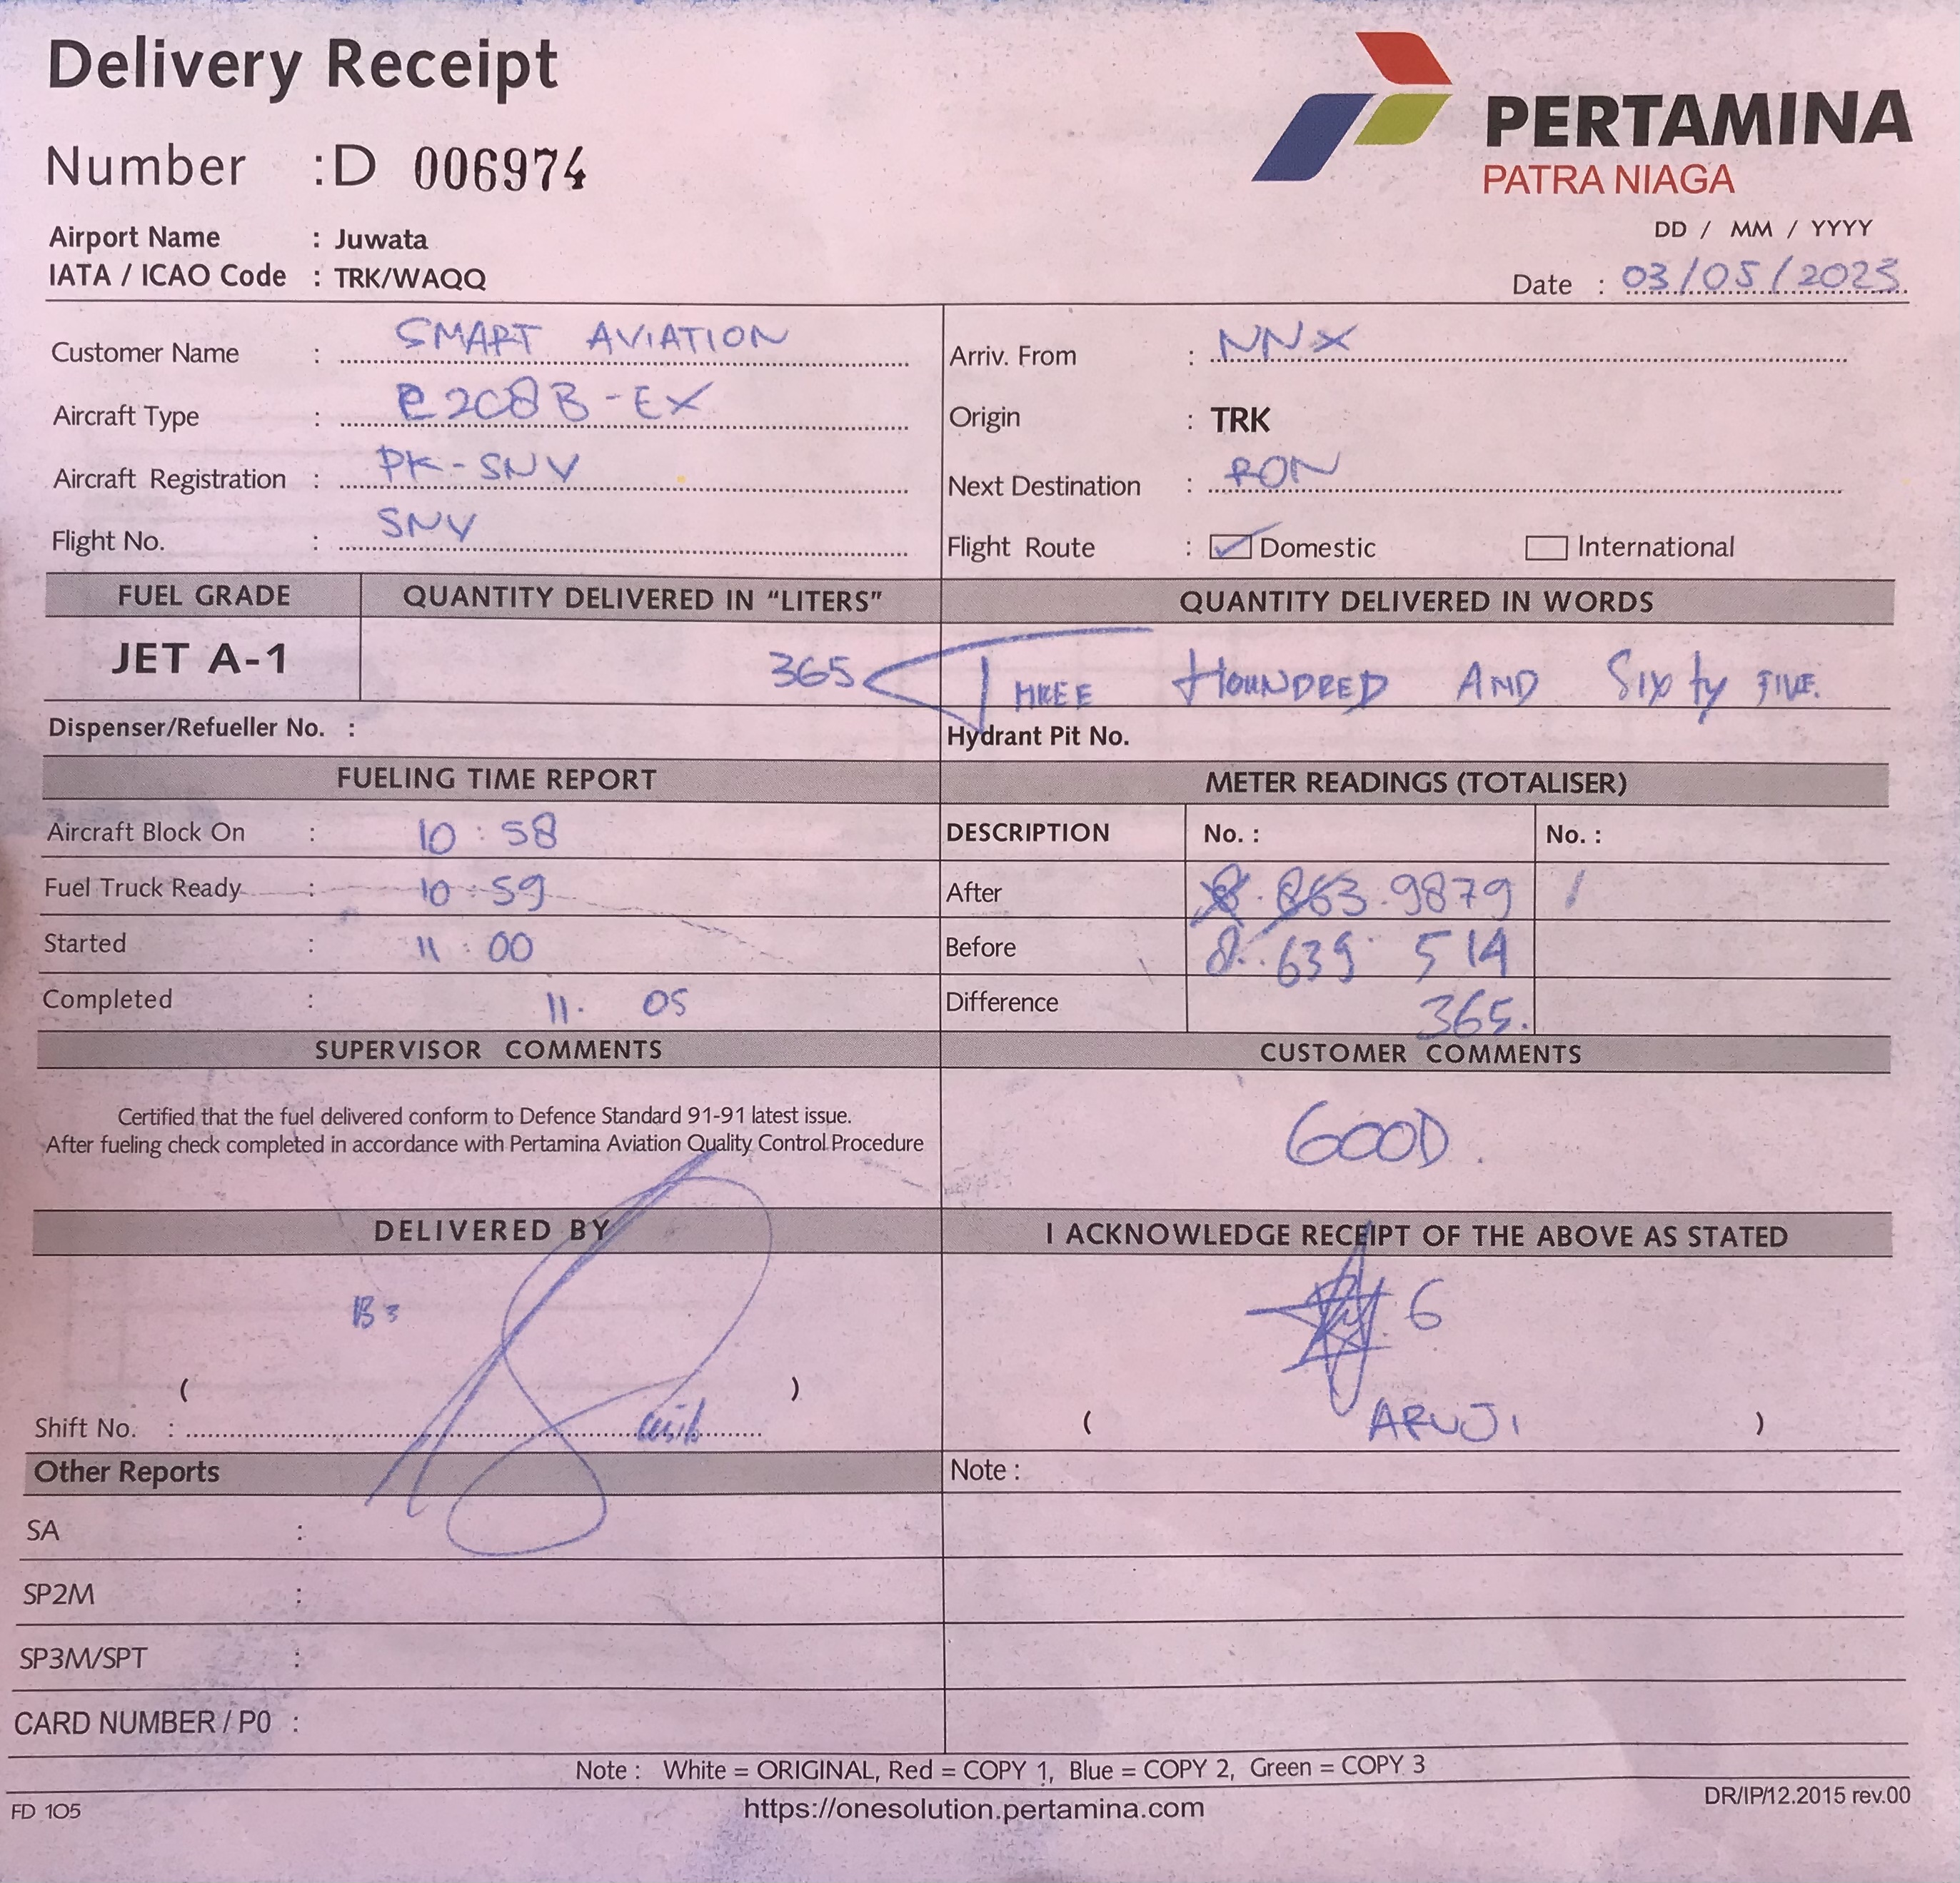 Delivery Receipt
PERTAMINA
PATRA NIAGA
Number : D 006974
Airport Name : Juwata
IATA / ICAO Code : TRK/WAQQ
DD / MM / YYYY
Date : 03/05/2023
Customer Name : SMART AVIATION
Arriv. From : NNX
Aircraft Type : C208B-EX
Origin : TRK
Aircraft Registration : PK-SNV
Next Destination : RON
Flight No. : SNV
Flight Route : Domestic International
FUEL GRADE QUANTITY DELIVERED IN "LITERS" QUANTITY DELIVERED IN WORDS
JET A-1 365 THREE HOUNDRED AND SIXty FIVE.
Dispenser/Refueller No. : Hydrant Pit No.
FUELING TIME REPORT METER READINGS (TOTALISER)
Aircraft Block On : 10 : 58 DESCRIPTION No. : No. :
Fuel Truck Ready : 10 : 59 After 9879
Started : 11 : 00 Before 8. 639 514
Completed : 11. 05 Difference 365.
SUPERVISOR COMMENTS CUSTOMER COMMENTS
Certified that the fuel delivered conform to Defence Standard 91-91 latest issue.
After fueling check completed in accordance with Pertamina Aviation Quality Control Procedure
GOOD.
DELIVERED BY I ACKNOWLEDGE RECEIPT OF THE ABOVE AS STATED
B3
6
( )
Shift No. :
( ARUJI )
Other Reports Note :
SA :
SP2M :
SP3M/SPT :
CARD NUMBER / P0 :
Note : White = ORIGINAL, Red = COPY 1, Blue = COPY 2, Green = COPY 3
FD 105 https://onesolution.pertamina.com DR/IP/12.2015 rev.00